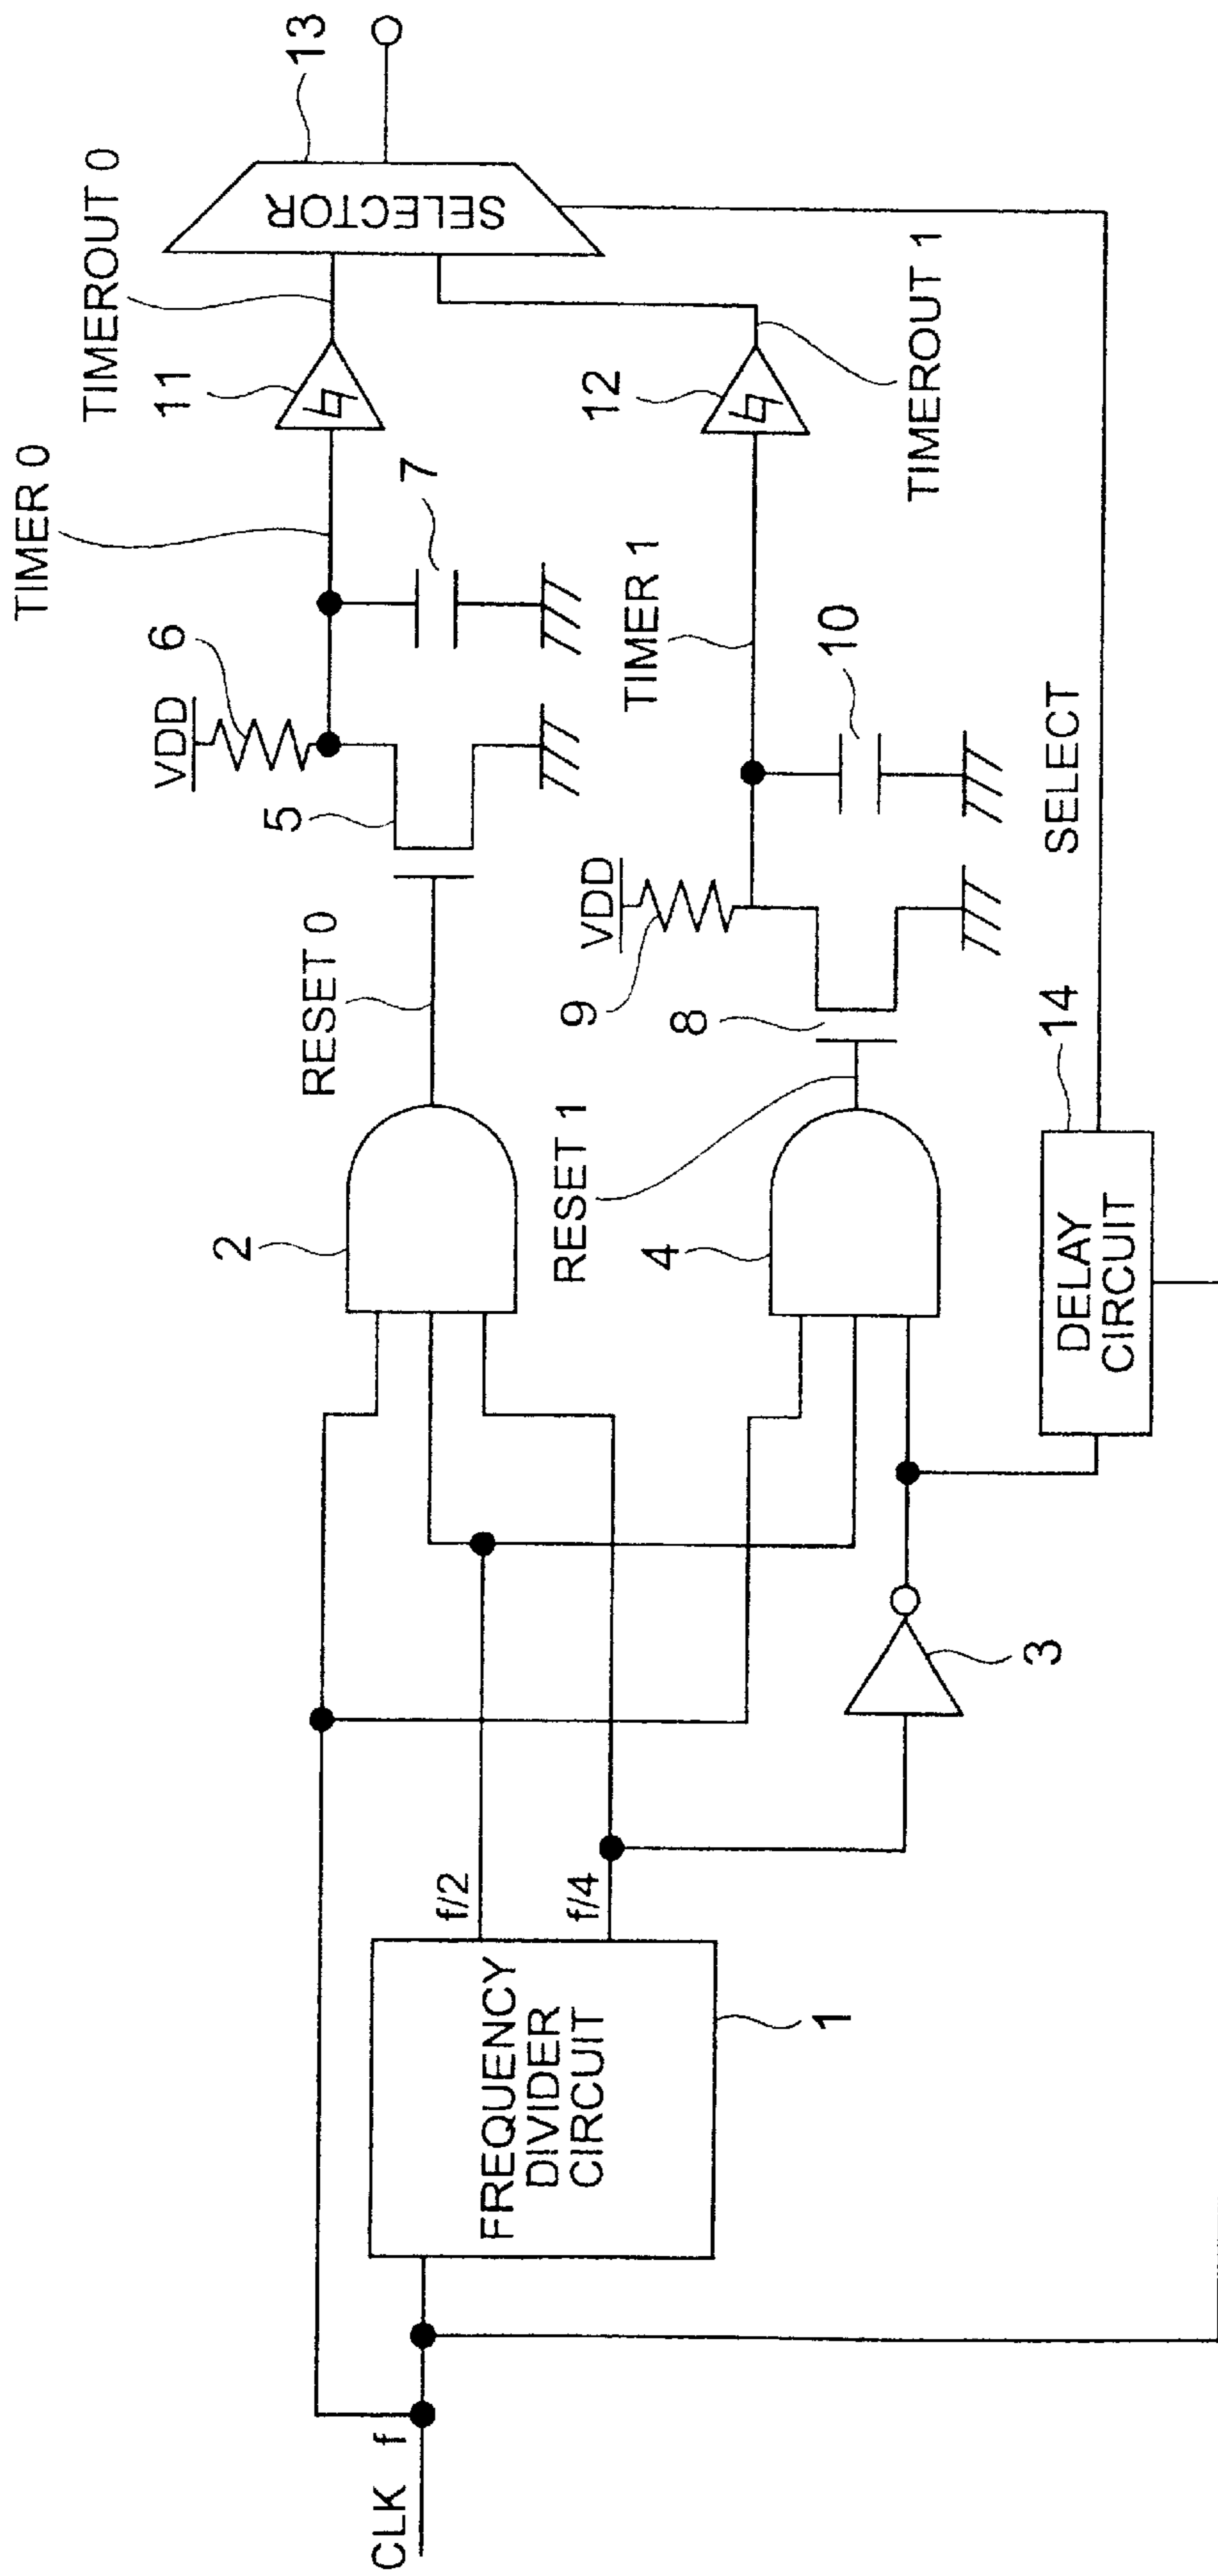 CLK f
FREQUENCY
DIVIDER
CIRCUIT
1
f/2
f/4
3
2
4
RESET 0
RESET 1
DELAY
CIRCUIT
14
5
VDD
6
7
8
9
VDD
10
TIMER 0
TIMER 1
SELECT
11
12
TIMEROUT 0
TIMEROUT 1
SELECTOR
13